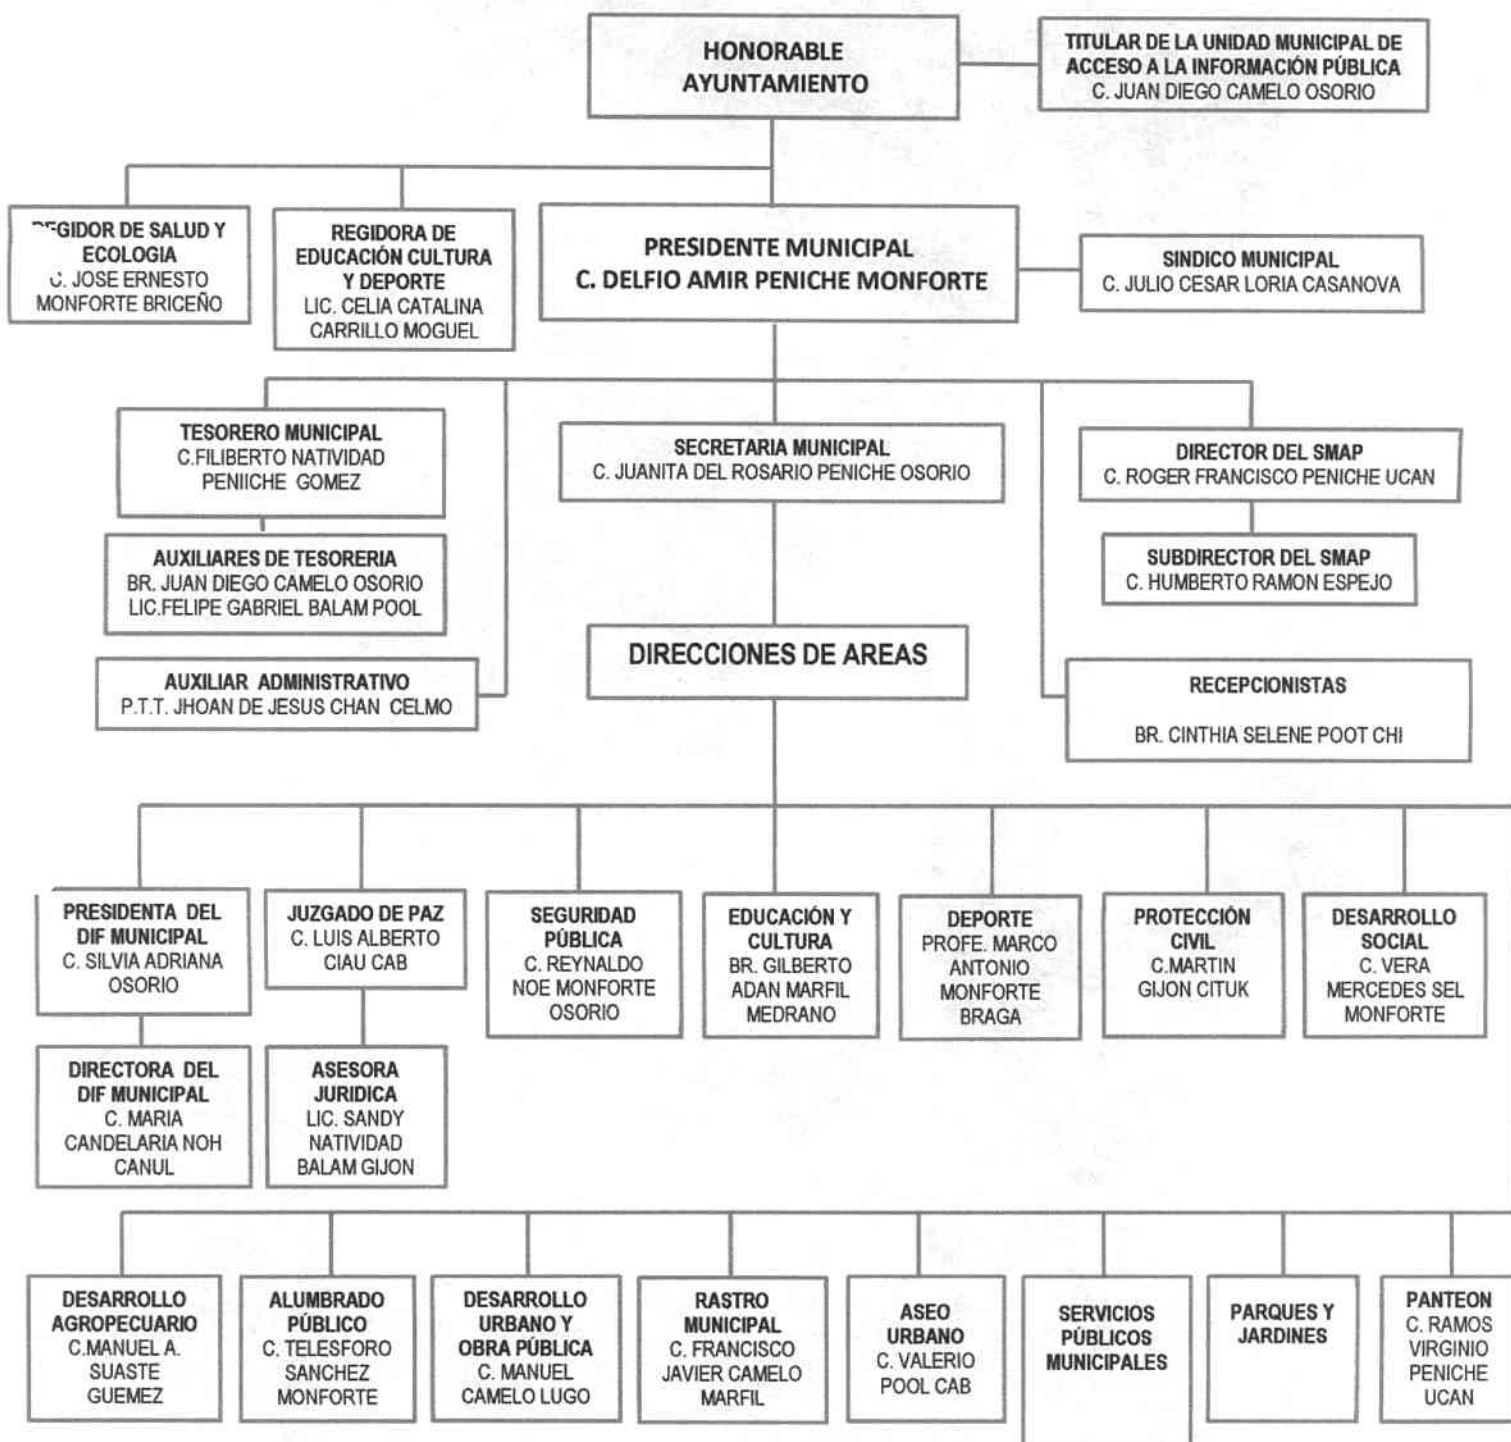 HONORABLE
AYUNTAMIENTO
TITULAR DE LA UNIDAD MUNICIPAL DE
ACCESO A LA INFORMACIÓN PÚBLICA
C. JUAN DIEGO CAMELO OSORIO
EGIDOR DE SALUD Y
ECOLOGIA
C. JOSE ERNESTO
MONFORTE BRICEÑO
REGIDORA DE
EDUCACIÓN CULTURA
Y DEPORTE
LIC. CELIA CATALINA
CARRILLO MOGUEL
PRESIDENTE MUNICIPAL
C. DELFIO AMIR PENICHE MONFORTE
SINDICO MUNICIPAL
C. JULIO CESAR LORIA CASANOVA
TESORERO MUNICIPAL
C.FILIBERTO NATIVIDAD
PENIICHE GOMEZ
SECRETARIA MUNICIPAL
C. JUANITA DEL ROSARIO PENICHE OSORIO
DIRECTOR DEL SMAP
C. ROGER FRANCISCO PENICHE UCAN
AUXILIARES DE TESORERIA
BR. JUAN DIEGO CAMELO OSORIO
LIC.FELIPE GABRIEL BALAM POOL
SUBDIRECTOR DEL SMAP
C. HUMBERTO RAMON ESPEJO
DIRECCIONES DE AREAS
AUXILIAR ADMINISTRATIVO
P.T.T. JHOAN DE JESUS CHAN CELMO
RECEPCIONISTAS
BR. CINTHIA SELENE POOT CHI
PRESIDENTA DEL
DIF MUNICIPAL
C. SILVIA ADRIANA
OSORIO
JUZGADO DE PAZ
C. LUIS ALBERTO
CIAU CAB
SEGURIDAD
PÚBLICA
C. REYNALDO
NOE MONFORTE
OSORIO
EDUCACIÓN Y
CULTURA
BR. GILBERTO
ADAN MARFIL
MEDRANO
DEPORTE
PROFE. MARCO
ANTONIO
MONFORTE
BRAGA
PROTECCIÓN
CIVIL
C.MARTIN
GIJON CITUK
DESARROLLO
SOCIAL
C. VERA
MERCEDES SEL
MONFORTE
DIRECTORA DEL
DIF MUNICIPAL
C. MARIA
CANDELARIA NOH
CANUL
ASESORA
JURIDICA
LIC. SANDY
NATIVIDAD
BALAM GIJON
DESARROLLO
AGROPECUARIO
C.MANUEL A.
SUASTE
GUEMEZ
ALUMBRADO
PÚBLICO
C. TELESFORO
SANCHEZ
MONFORTE
DESARROLLO
URBANO Y
OBRA PÚBLICA
C. MANUEL
CAMELO LUGO
RASTRO
MUNICIPAL
C. FRANCISCO
JAVIER CAMELO
MARFIL
ASEO
URBANO
C. VALERIO
POOL CAB
SERVICIOS
PÚBLICOS
MUNICIPALES
PARQUES Y
JARDINES
PANTEON
C. RAMOS
VIRGINIO
PENICHE
UCAN